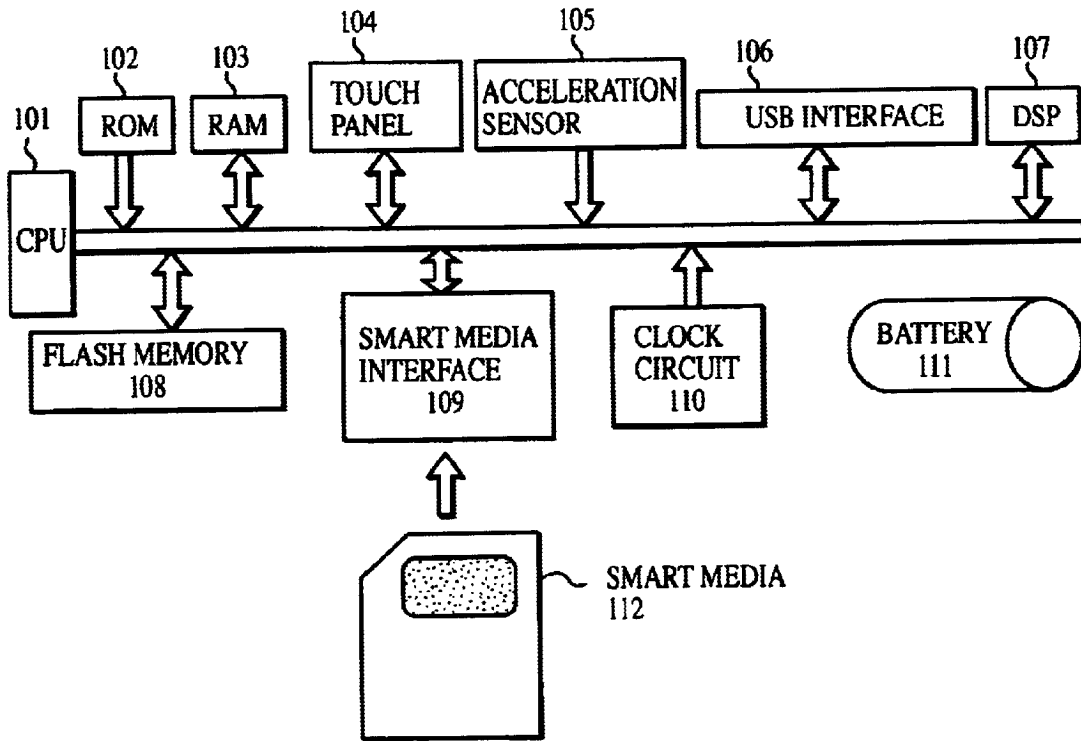 101
CPU
102
ROM
103
RAM
104
TOUCH
PANEL
105
ACCELERATION
SENSOR
106
USB INTERFACE
107
DSP
FLASH MEMORY
108
SMART MEDIA
INTERFACE
109
CLOCK
CIRCUIT
110
BATTERY
111
SMART MEDIA
112